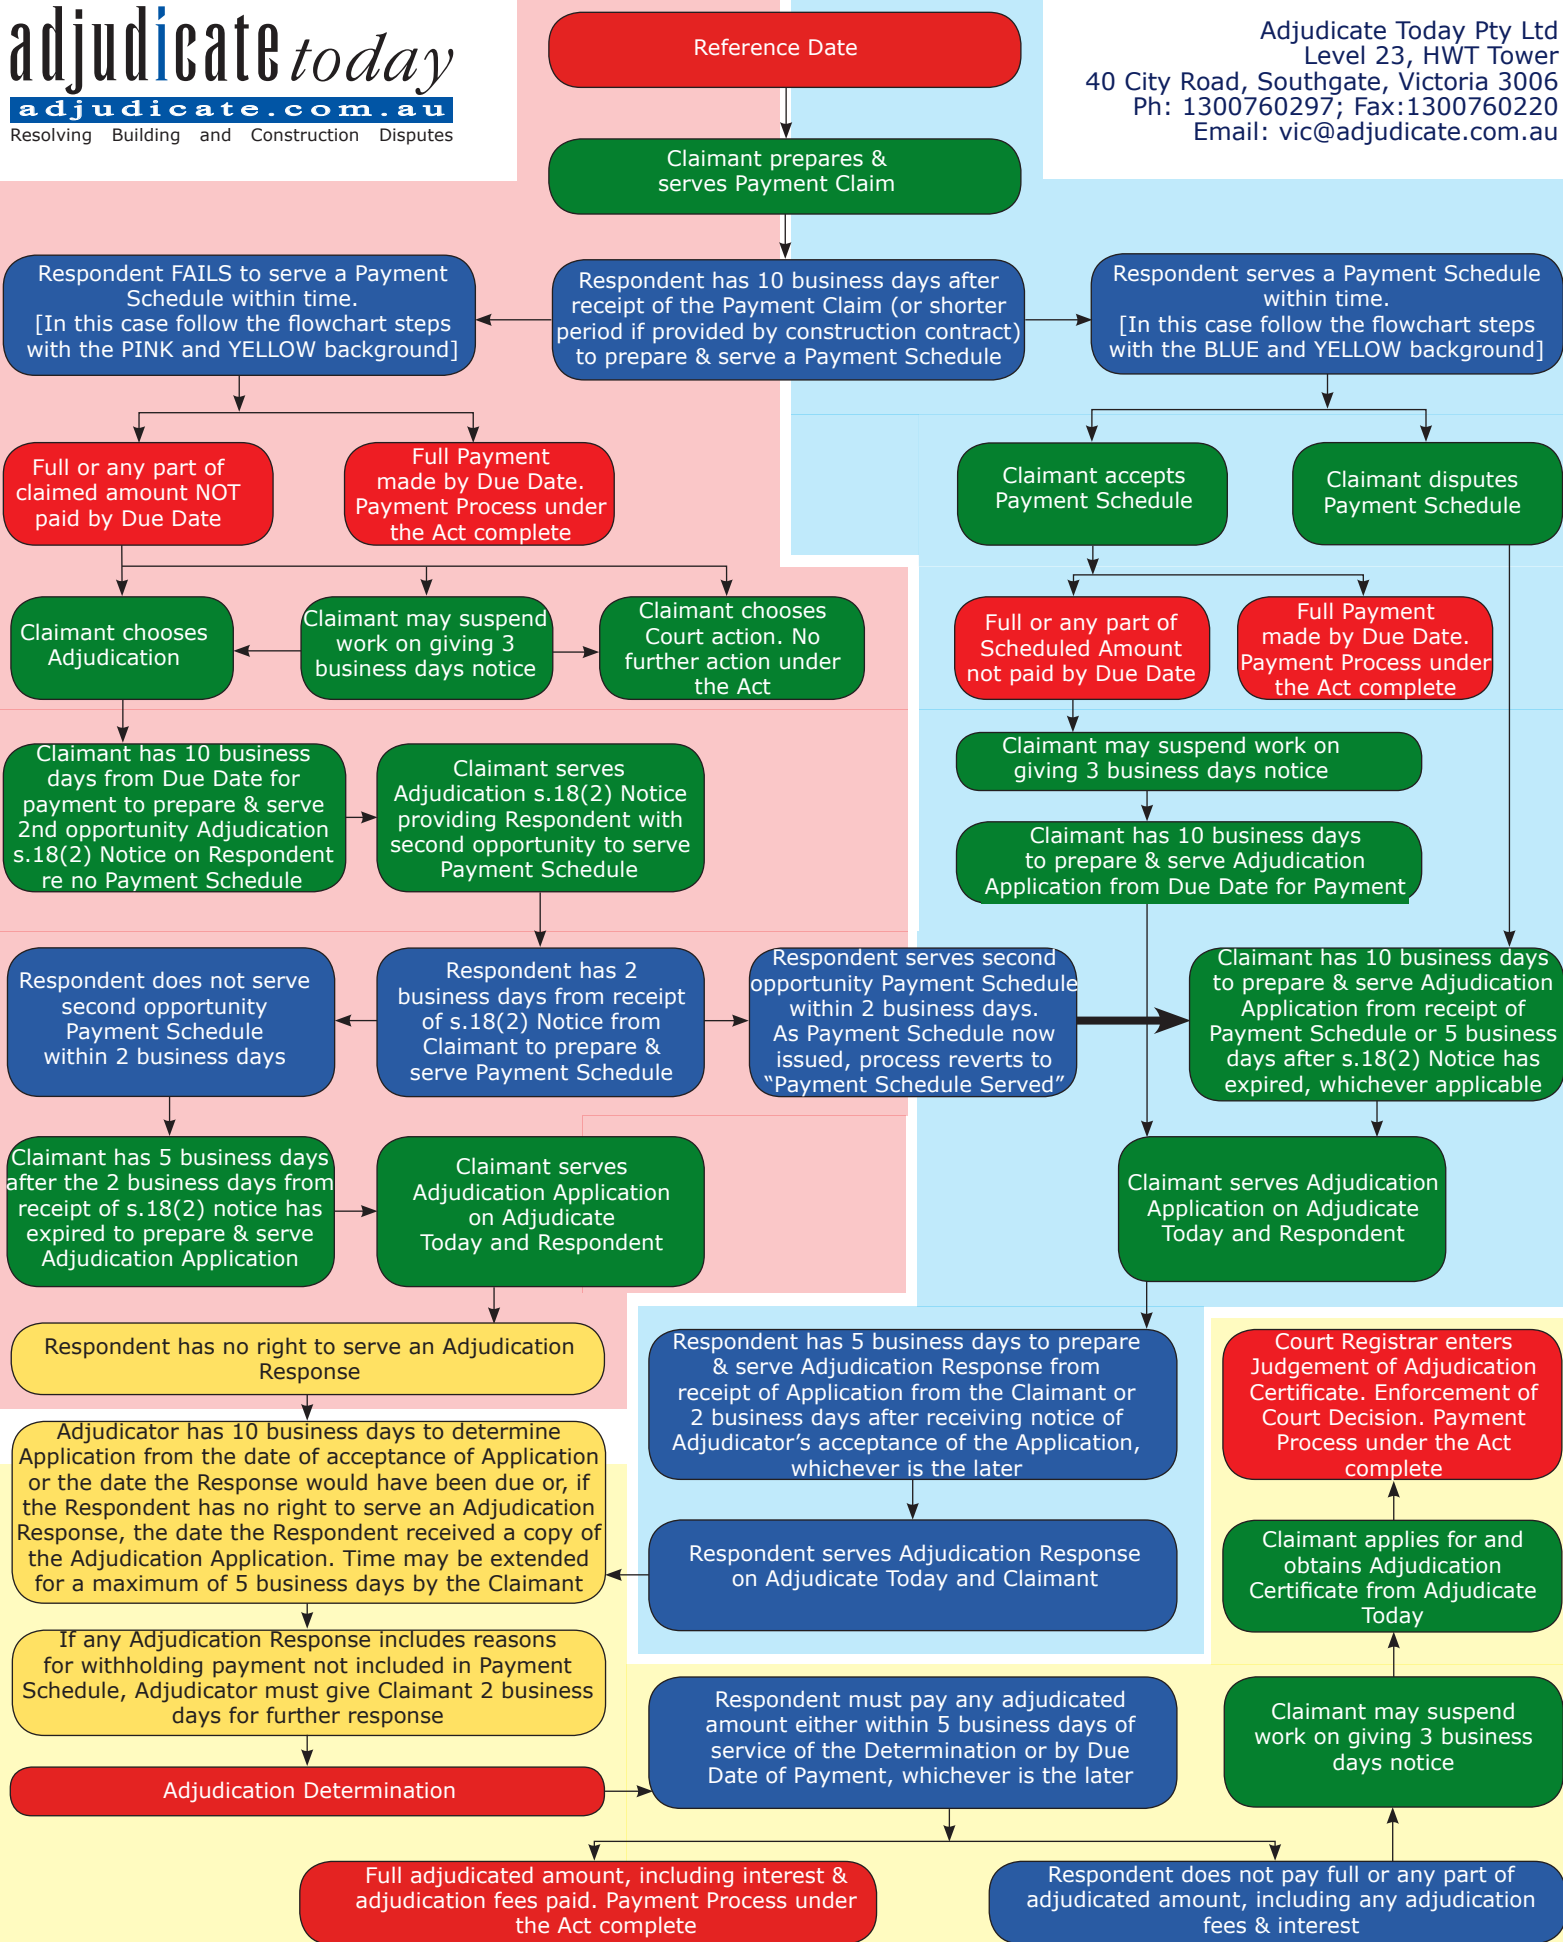 adjudicate today
adjudicate.com.au
Resolving Building and Construction Disputes
Adjudicate Today Pty Ltd
Level 23, HWT Tower
40 City Road, Southgate, Victoria 3006
Ph: 1300760297; Fax:1300760220
Email: vic@adjudicate.com.au
Reference Date
Claimant prepares &
serves Payment Claim
Respondent FAILS to serve a Payment
Schedule within time.
[In this case follow the flowchart steps
with the PINK and YELLOW background]
Respondent has 10 business days after
receipt of the Payment Claim (or shorter
period if provided by construction contract)
to prepare & serve a Payment Schedule
Respondent serves a Payment Schedule
within time.
[In this case follow the flowchart steps
with the BLUE and YELLOW background]
Full or any part of
claimed amount NOT
paid by Due Date
Full Payment
made by Due Date.
Payment Process under
the Act complete
Claimant accepts
Payment Schedule
Claimant disputes
Payment Schedule
Claimant chooses
Adjudication
Claimant may suspend
work on giving 3
business days notice
Claimant chooses
Court action. No
further action under
the Act
Full or any part of
Scheduled Amount
not paid by Due Date
Full Payment
made by Due Date.
Payment Process under
the Act complete
Claimant has 10 business
days from Due Date for
payment to prepare & serve
2nd opportunity Adjudication
s.18(2) Notice on Respondent
re no Payment Schedule
Claimant serves
Adjudication s.18(2) Notice
providing Respondent with
second opportunity to serve
Payment Schedule
Claimant may suspend work on
giving 3 business days notice
Claimant has 10 business days
to prepare & serve Adjudication
Application from Due Date for Payment
Respondent does not serve
second opportunity
Payment Schedule
within 2 business days
Respondent has 2
business days from receipt
of s.18(2) Notice from
Claimant to prepare &
serve Payment Schedule
Respondent serves second
opportunity Payment Schedule
within 2 business days.
As Payment Schedule now
issued, process reverts to
“Payment Schedule Served”
Claimant has 10 business days
to prepare & serve Adjudication
Application from receipt of
Payment Schedule or 5 business
days after s.18(2) Notice has
expired, whichever applicable
Claimant has 5 business days
after the 2 business days from
receipt of s.18(2) notice has
expired to prepare & serve
Adjudication Application
Claimant serves
Adjudication Application
on Adjudicate
Today and Respondent
Claimant serves Adjudication
Application on Adjudicate
Today and Respondent
Respondent has no right to serve an Adjudication
Response
Respondent has 5 business days to prepare
& serve Adjudication Response from
receipt of Application from the Claimant or
2 business days after receiving notice of
Adjudicator’s acceptance of the Application,
whichever is the later
Court Registrar enters
Judgement of Adjudication
Certificate. Enforcement of
Court Decision. Payment
Process under the Act
complete
Adjudicator has 10 business days to determine
Application from the date of acceptance of Application
or the date the Response would have been due or, if
the Respondent has no right to serve an Adjudication
Response, the date the Respondent received a copy of
the Adjudication Application. Time may be extended
for a maximum of 5 business days by the Claimant
Respondent serves Adjudication Response
on Adjudicate Today and Claimant
Claimant applies for and
obtains Adjudication
Certificate from Adjudicate
Today
If any Adjudication Response includes reasons
for withholding payment not included in Payment
Schedule, Adjudicator must give Claimant 2 business
days for further response
Respondent must pay any adjudicated
amount either within 5 business days of
service of the Determination or by Due
Date of Payment, whichever is the later
Claimant may suspend
work on giving 3 business
days notice
Adjudication Determination
Full adjudicated amount, including interest &
adjudication fees paid. Payment Process under
the Act complete
Respondent does not pay full or any part of
adjudicated amount, including any adjudication
fees & interest